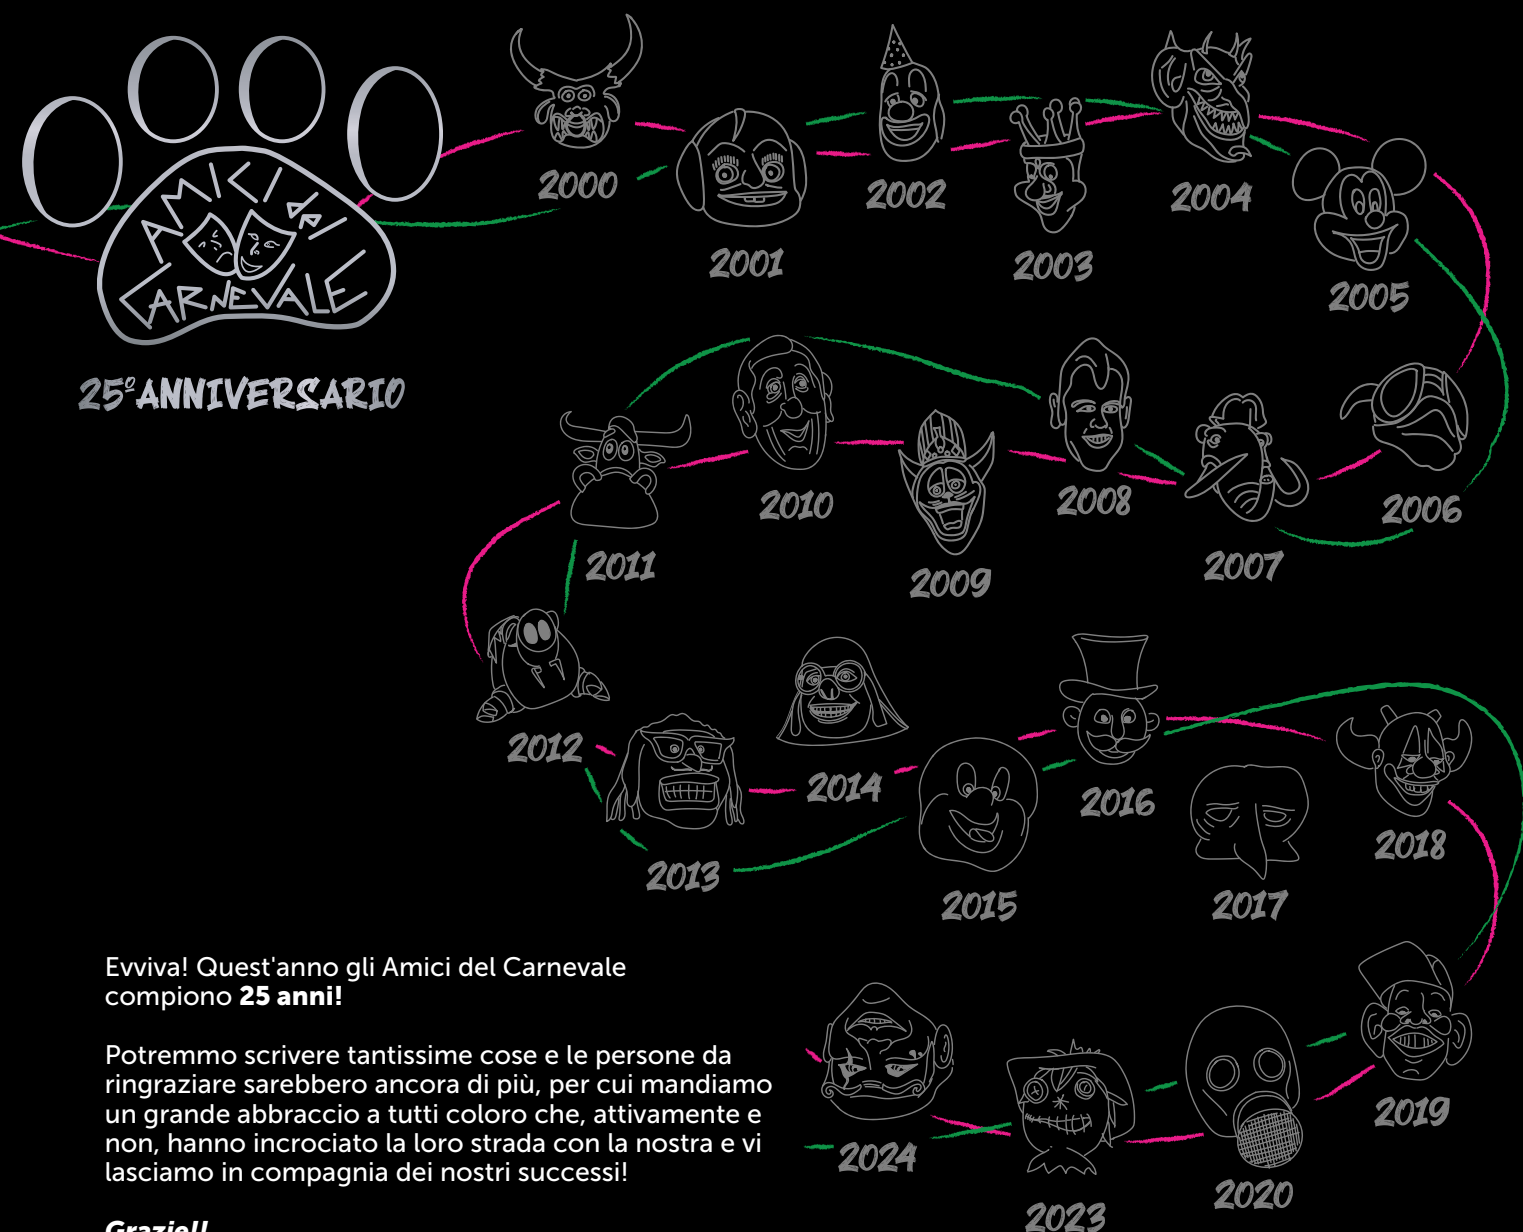 AMICI del
CARNEVALE
25º ANNIVERSARIO
2000
2001
2002
2003
2004
2005
2006
2007
2008
2009
2010
2011
2012
2013
2014
2015
2016
2017
2018
2019
2020
2023
2024
Evviva! Quest'anno gli Amici del Carnevale
compiono 25 anni!
Potremmo scrivere tantissime cose e le persone da
ringraziare sarebbero ancora di più, per cui mandiamo
un grande abbraccio a tutti coloro che, attivamente e
non, hanno incrociato la loro strada con la nostra e vi
lasciamo in compagnia dei nostri successi!
Grazie!!